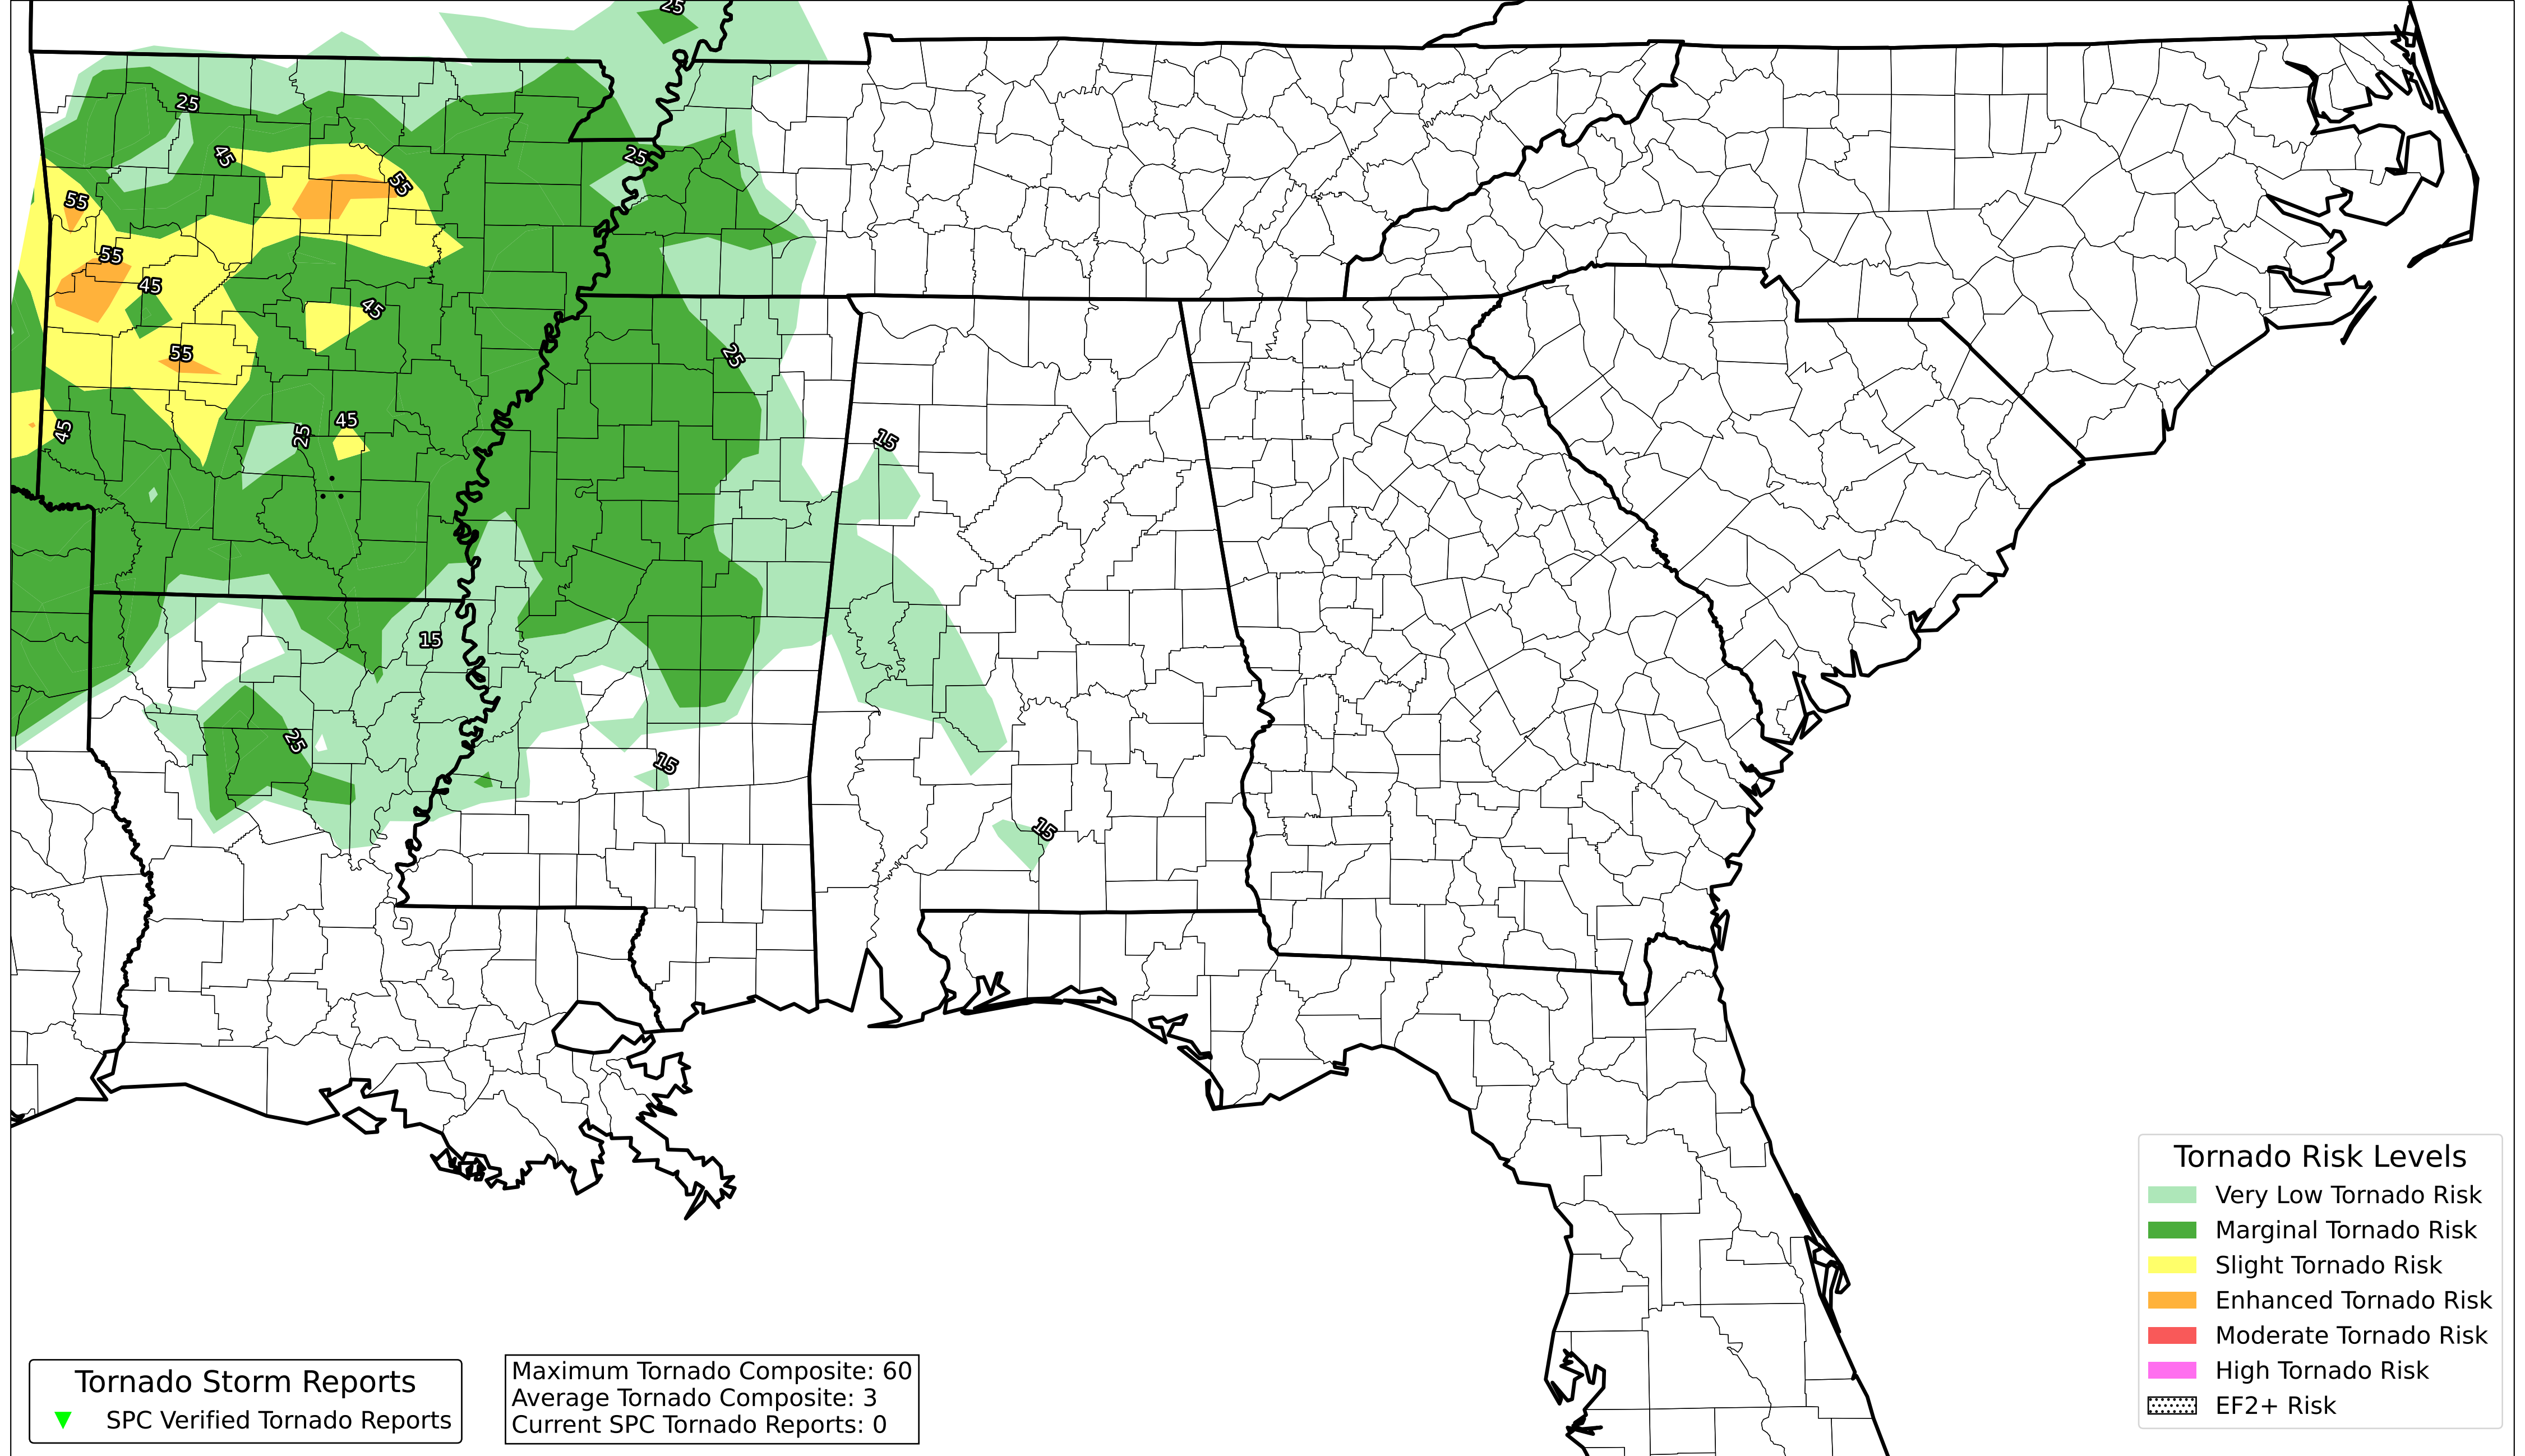 25
25
45
25
55
55
55
45
45
55
25
45
45
25
15
15
25
15
15
Tornado Risk Levels
Very Low Tornado Risk
Marginal Tornado Risk
Slight Tornado Risk
Enhanced Tornado Risk
Moderate Tornado Risk
High Tornado Risk
EF2+ Risk
Tornado Storm Reports
SPC Verified Tornado Reports
Maximum Tornado Composite: 60
Average Tornado Composite: 3
Current SPC Tornado Reports: 0